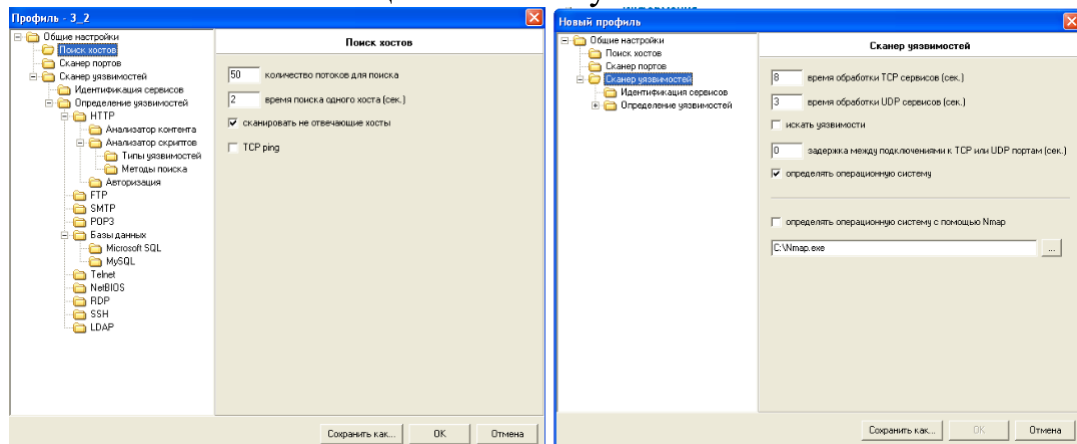 Профиль - 3_2
Общие настройки
Поиск хостов
Сканер портов
Сканер уязвимостей
Идентификация сервисов
Определение уязвимостей
HTTP
Анализатор контента
Анализатор скриптов
Типы уязвимостей
Методы поиска
Авторизация
FTP
SMTP
POP3
Базы данных
Microsoft SQL
MySQL
Telnet
NetBIOS
RDP
SSH
LDAP
Поиск хостов
50 количество потоков для поиска
2 время поиска одного хоста (сек.)
сканировать не отвечающие хосты
TCP ping
Сохранить как... OK Отмена
Новый профиль
Общие настройки
Поиск хостов
Сканер портов
Сканер уязвимостей
Идентификация сервисов
Определение уязвимостей
Сканер уязвимостей
8 время обработки TCP сервисов (сек.)
3 время обработки UDP сервисов (сек.)
искать уязвимости
0 задержка между подключениями к TCP или UDP портам (сек.)
определять операционную систему
определять операционную систему с помощью Nmap
C:\Nmap.exe ...
Сохранить как... OK Отмена